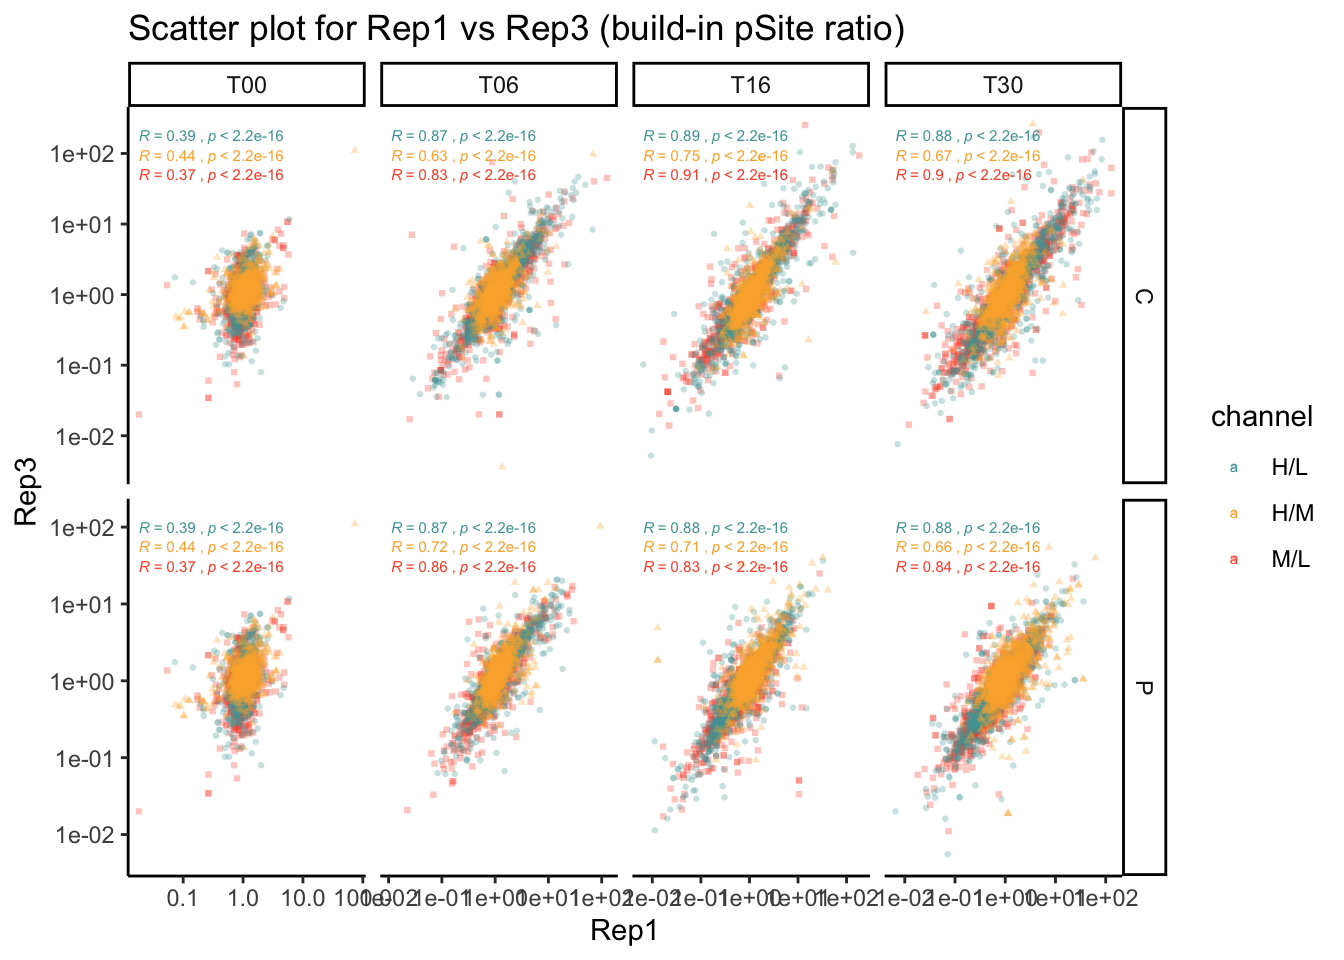 Scatter plot for Rep1 vs Rep3 (build-in pSite ratio)
T00 T06 T16 T30
R = 0.39 , p < 2.2e-16 R = 0.87 , p < 2.2e-16 R = 0.89 , p < 2.2e-16 R = 0.88 , p < 2.2e-16
R = 0.44 , p < 2.2e-16 R = 0.63 , p < 2.2e-16 R = 0.75 , p < 2.2e-16 R = 0.67 , p < 2.2e-16
R = 0.37 , p < 2.2e-16 R = 0.83 , p < 2.2e-16 R = 0.91 , p < 2.2e-16 R = 0.9 , p < 2.2e-16
1e+02
1e+01
1e+00
1e-01
1e-02
C
R = 0.39 , p < 2.2e-16 R = 0.87 , p < 2.2e-16 R = 0.88 , p < 2.2e-16 R = 0.88 , p < 2.2e-16
R = 0.44 , p < 2.2e-16 R = 0.72 , p < 2.2e-16 R = 0.71 , p < 2.2e-16 R = 0.66 , p < 2.2e-16
R = 0.37 , p < 2.2e-16 R = 0.86 , p < 2.2e-16 R = 0.83 , p < 2.2e-16 R = 0.84 , p < 2.2e-16
1e+02
1e+01
1e+00
1e-01
1e-02
P
0.1 1.0 10.0 100.0 1e-02 1e-01 1e+00 1e+01 1e+02 1e-02 1e-01 1e+00 1e+01 1e+02 1e-02 1e-01 1e+00 1e+01 1e+02
Rep1
Rep3
channel
a H/L
a H/M
a M/L